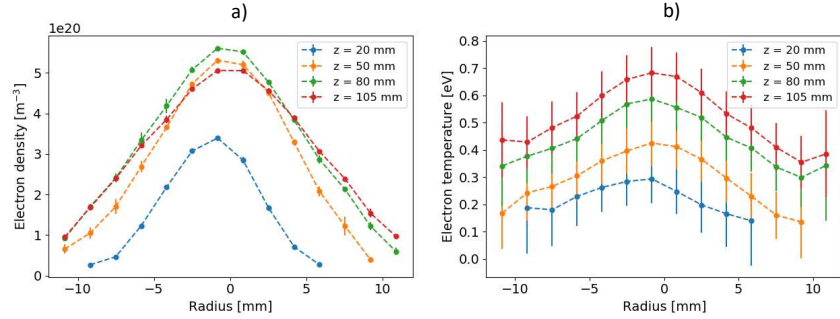 a)
b)
1e20
z = 20 mm
z = 50 mm
z = 80 mm
z = 105 mm
Electron density [m⁻³]
5
4
3
2
1
0
−10
−5
0
5
10
Radius [mm]
z = 20 mm
z = 50 mm
z = 80 mm
z = 105 mm
Electron temperature [eV]
0.8
0.7
0.6
0.5
0.4
0.3
0.2
0.1
0.0
−10
−5
0
5
10
Radius [mm]